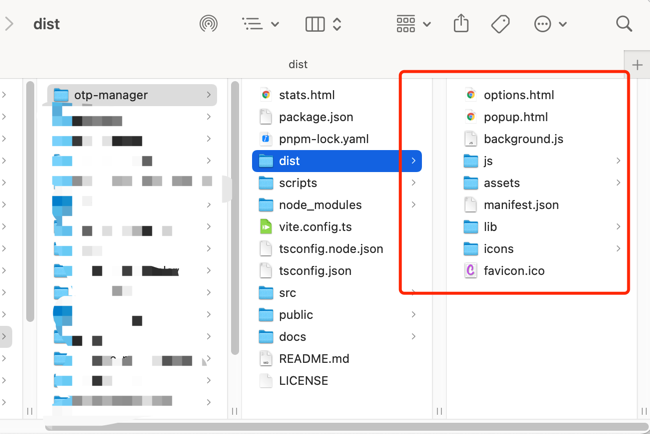 dist
dist
otp-manager
stats.html
package.json
pnpm-lock.yaml
dist
scripts
node_modules
vite.config.ts
tsconfig.node.json
tsconfig.json
src
public
docs
README.md
LICENSE
options.html
popup.html
background.js
js
assets
manifest.json
lib
icons
favicon.ico